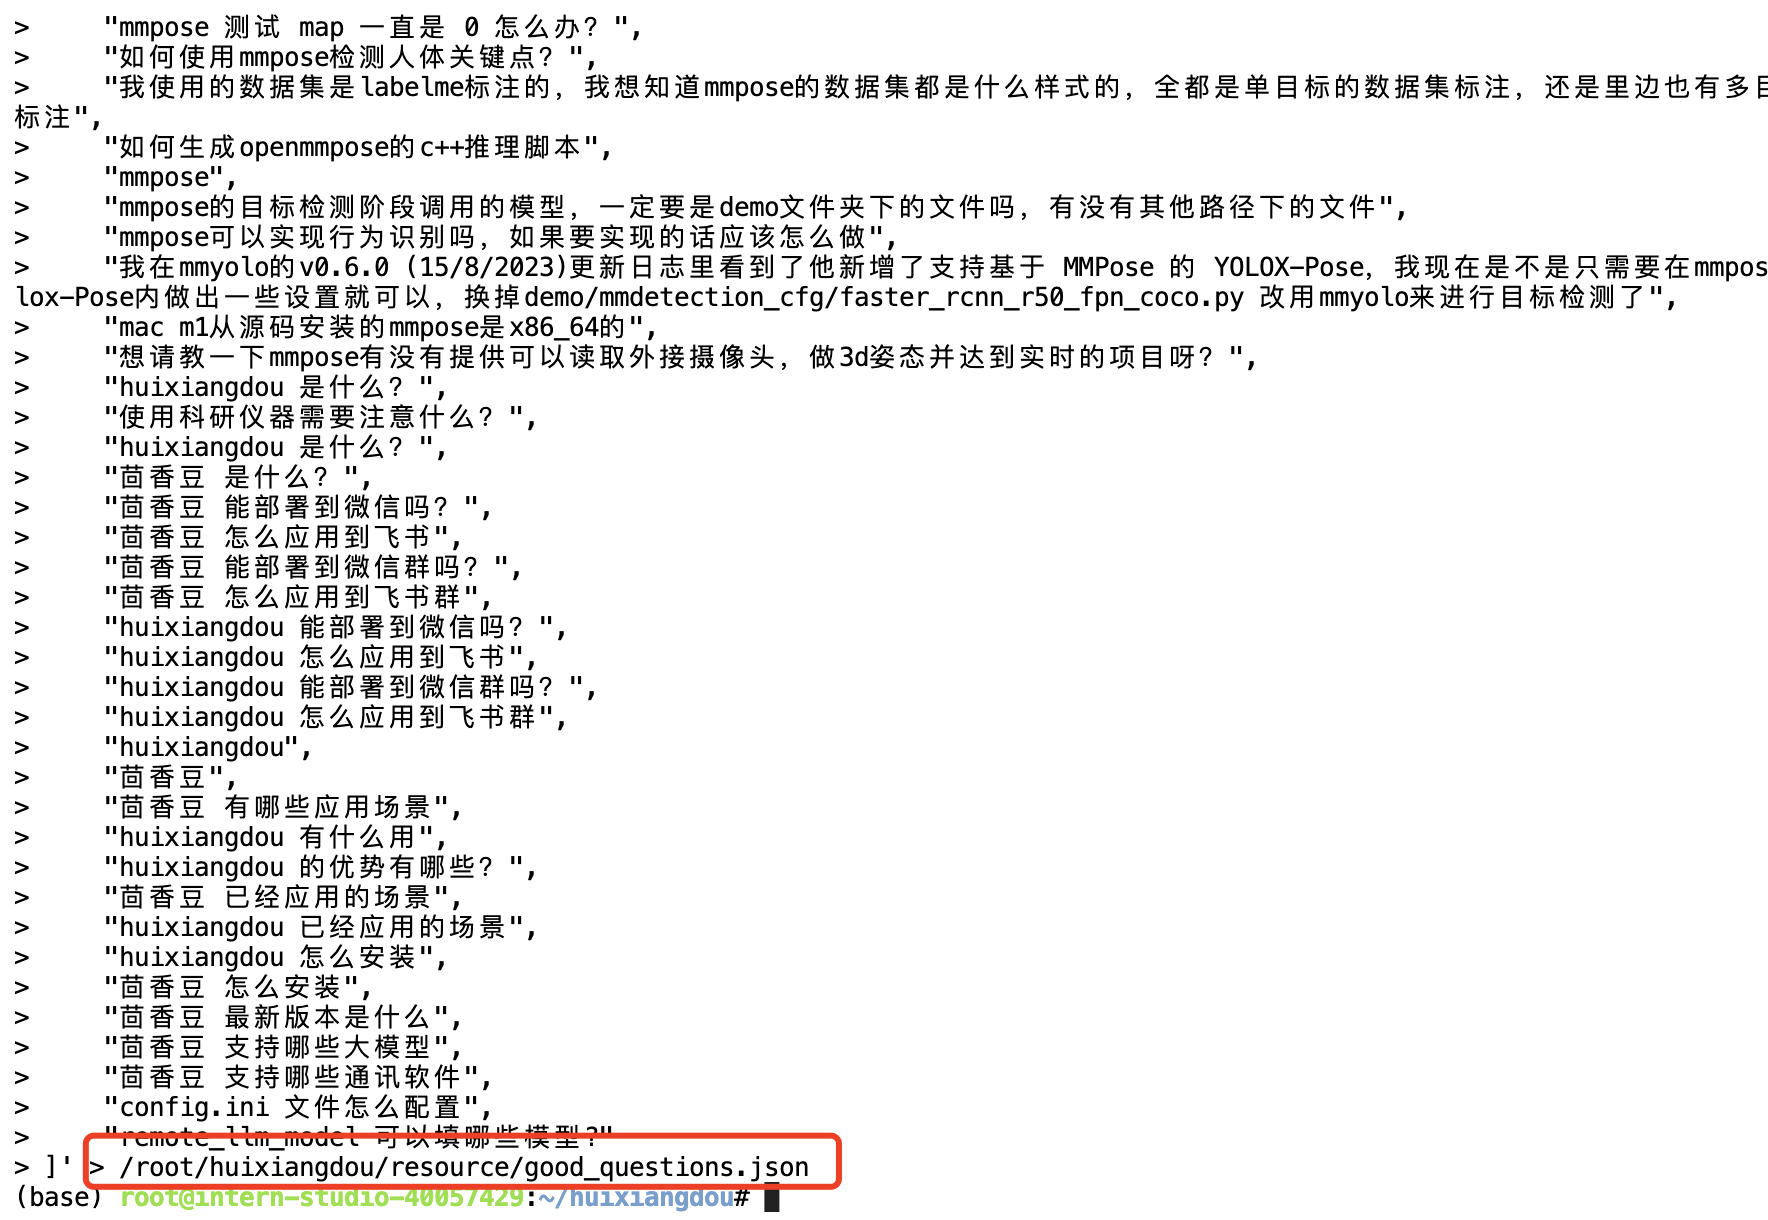 >     "mmpose 测试 map 一直是 0 怎么办？",
>     "如何使用mmpose检测人体关键点？",
>     "我使用的数据集是labelme标注的，我想知道mmpose的数据集都是什么样式的，全都是单目标的数据集标注，还是里边也有多目
标注",
>     "如何生成openmmpose的c++推理脚本",
>     "mmpose",
>     "mmpose的目标检测阶段调用的模型，一定要是demo文件夹下的文件吗，有没有其他路径下的文件",
>     "mmpose可以实现行为识别吗，如果要实现的话应该怎么做",
>     "我在mmyolo的v0.6.0 (15/8/2023)更新日志里看到了他新增了支持基于 MMPose 的 YOLOX-Pose，我现在是不是只需要在mmpos
lox-Pose内做出一些设置就可以，换掉demo/mmdetection_cfg/faster_rcnn_r50_fpn_coco.py 改用mmyolo来进行目标检测了",
>     "mac m1从源码安装的mmpose是x86_64的",
>     "想请教一下mmpose有没有提供可以读取外接摄像头，做3d姿态并达到实时的项目呀？",
>     "huixiangdou 是什么？",
>     "使用科研仪器需要注意什么？",
>     "huixiangdou 是什么？",
>     "茴香豆 是什么？",
>     "茴香豆 能部署到微信吗？",
>     "茴香豆 怎么应用到飞书",
>     "茴香豆 能部署到微信群吗？",
>     "茴香豆 怎么应用到飞书群",
>     "huixiangdou 能部署到微信吗？",
>     "huixiangdou 怎么应用到飞书",
>     "huixiangdou 能部署到微信群吗？",
>     "huixiangdou 怎么应用到飞书群",
>     "huixiangdou",
>     "茴香豆",
>     "茴香豆 有哪些应用场景",
>     "huixiangdou 有什么用",
>     "huixiangdou 的优势有哪些？",
>     "茴香豆 已经应用的场景",
>     "huixiangdou 已经应用的场景",
>     "huixiangdou 怎么安装",
>     "茴香豆 怎么安装",
>     "茴香豆 最新版本是什么",
>     "茴香豆 支持哪些大模型",
>     "茴香豆 支持哪些通讯软件",
>     "config.ini 文件怎么配置",
>     "remote_llm_model 可以填哪些模型?"
> ]' > /root/huixiangdou/resource/good_questions.json
(base) root@intern-studio-40057429:~/huixiangdou#